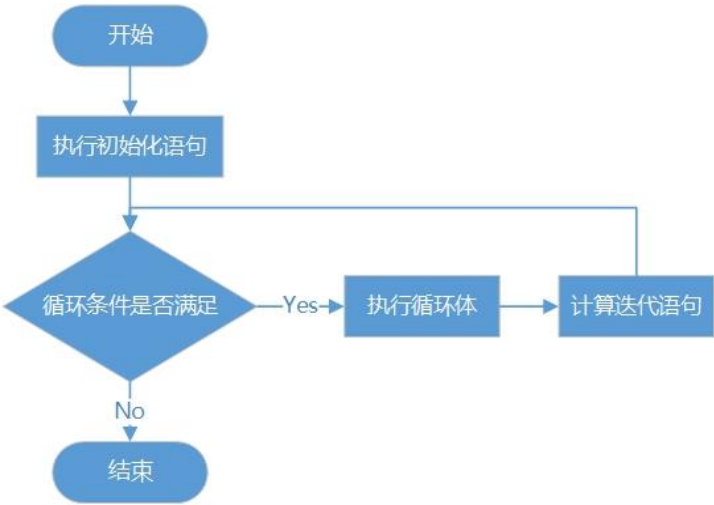 开始
执行初始化语句
循环条件是否满足
Yes
执行循环体
计算迭代语句
No
结束